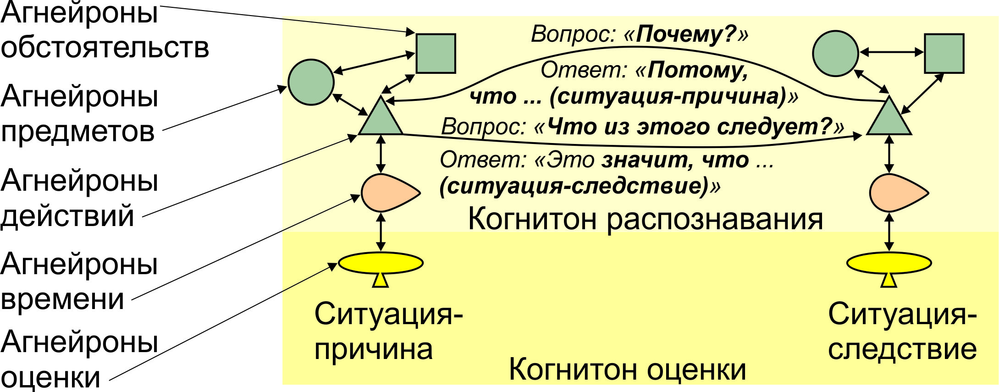 Агнейроны
обстоятельств
Агнейроны
предметов
Агнейроны
действий
Агнейроны
времени
Агнейроны
оценки
Вопрос: «Почему?»
Ответ: «Потому,
что ... (ситуация-причина)»
Вопрос: «Что из этого следует?»
Ответ: «Это значит, что ...
(ситуация-следствие)»
Когнитон распознавания
Ситуация-
причина
Ситуация-
следствие
Когнитон оценки